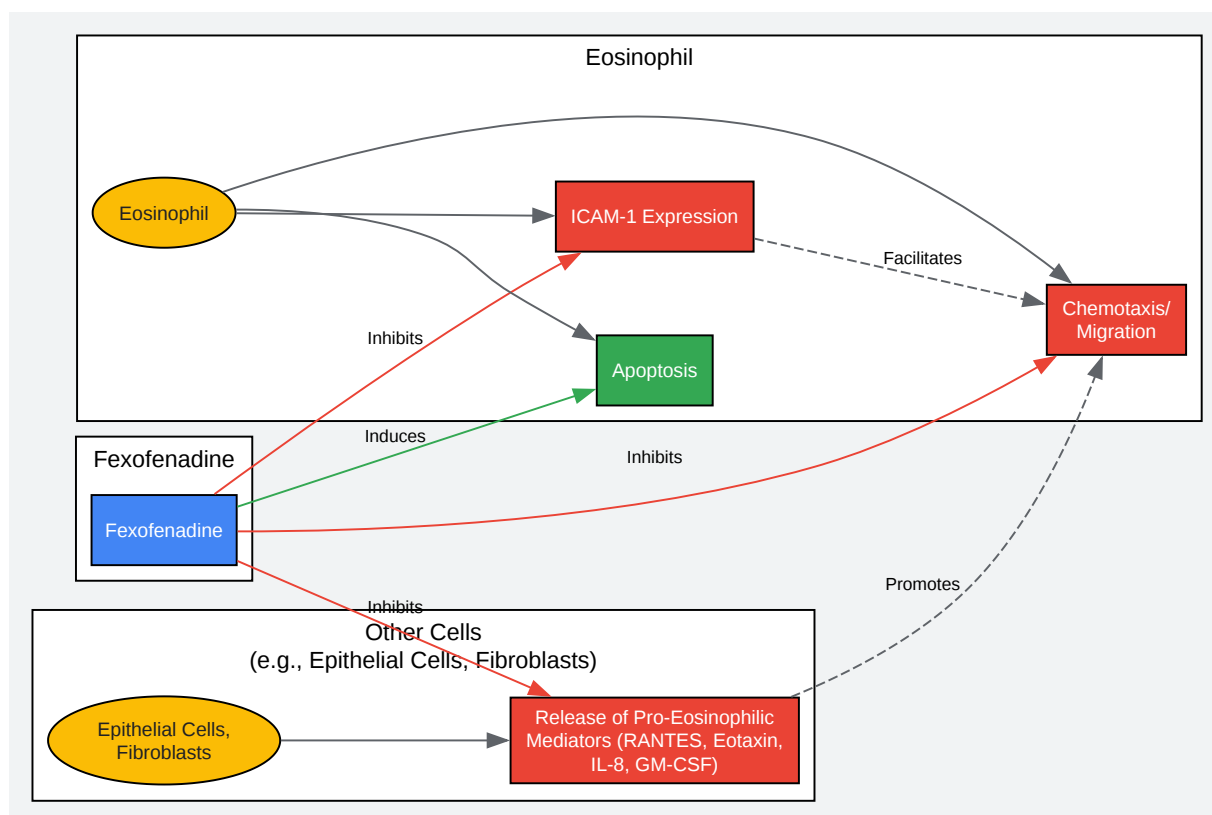 Eosinophil
Eosinophil
ICAM-1 Expression
Facilitates
Chemotaxis/
Migration
Inhibits
Apoptosis
Induces
Inhibits
Fexofenadine
Fexofenadine
Promotes
Inhibits
Other Cells
(e.g., Epithelial Cells, Fibroblasts)
Epithelial Cells,
Fibroblasts
Release of Pro-Eosinophilic
Mediators (RANTES, Eotaxin,
IL-8, GM-CSF)